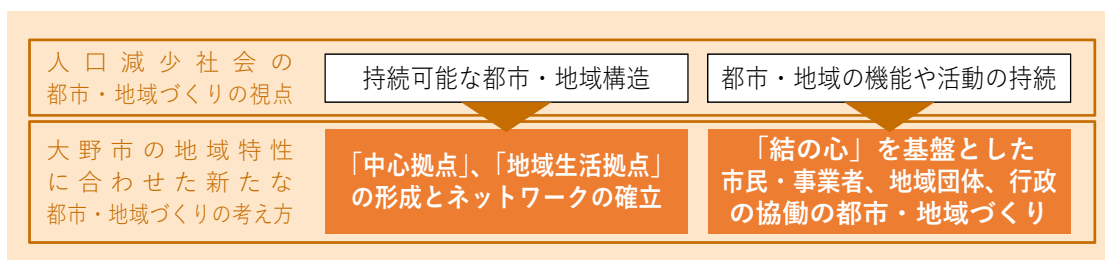 人口減少社会の
都市・地域づくりの視点
持続可能な都市・地域構造
都市・地域の機能や活動の持続
大野市の地域特性
に合わせた新たな
都市・地域づくりの考え方
「中心拠点」、「地域生活拠点」
の形成とネットワークの確立
「結の心」を基盤とした
市民・事業者、地域団体、行政
の協働の都市・地域づくり